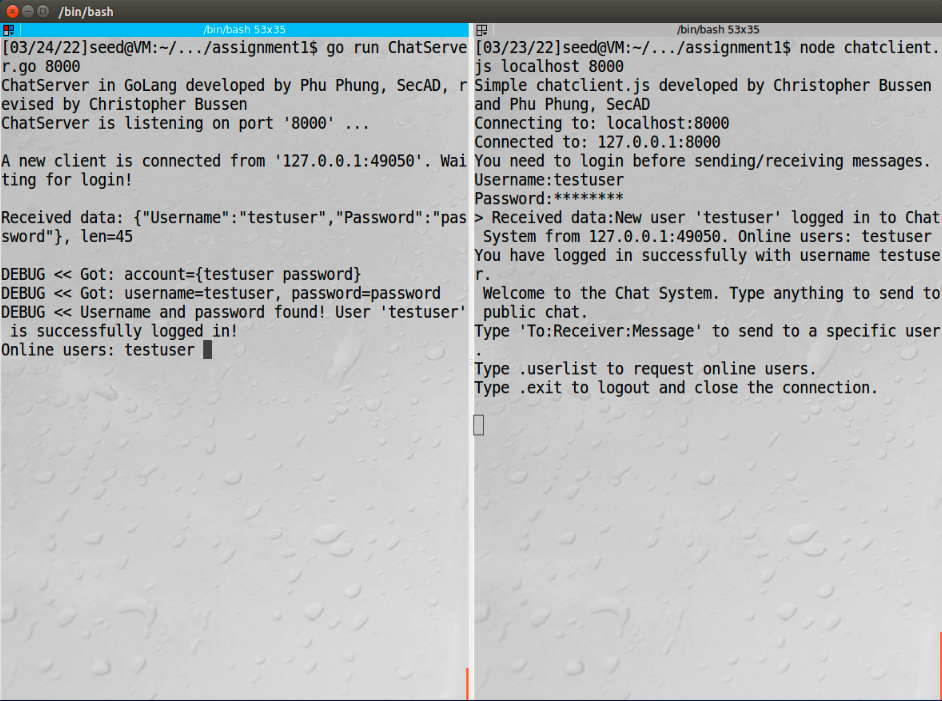 /bin/bash
/bin/bash 53x35
[03/24/22]seed@VM:~/.../assignment1$ go run ChatServe
r.go 8000
ChatServer in GoLang developed by Phu Phung, SecAD, r
evised by Christopher Bussen
ChatServer is listening on port '8000' ...
A new client is connected from '127.0.0.1:49050'. Wai
ting for login!
Received data: {"Username":"testuser","Password":"pas
sword"}, len=45
DEBUG << Got: account={testuser password}
DEBUG << Got: username=testuser, password=password
DEBUG << Username and password found! User 'testuser'
 is successfully logged in!
Online users: testuser
/bin/bash 53x35
[03/23/22]seed@VM:~/.../assignment1$ node chatclient.
js localhost 8000
Simple chatclient.js developed by Christopher Bussen
and Phu Phung, SecAD
Connecting to: localhost:8000
Connected to: 127.0.0.1:8000
You need to login before sending/receiving messages.
Username:testuser
Password:********
> Received data:New user 'testuser' logged in to Chat
 System from 127.0.0.1:49050. Online users: testuser
You have logged in successfully with username testuse
r.
 Welcome to the Chat System. Type anything to send to
 public chat.
Type 'To:Receiver:Message' to send to a specific user
.
Type .userlist to request online users.
Type .exit to logout and close the connection.